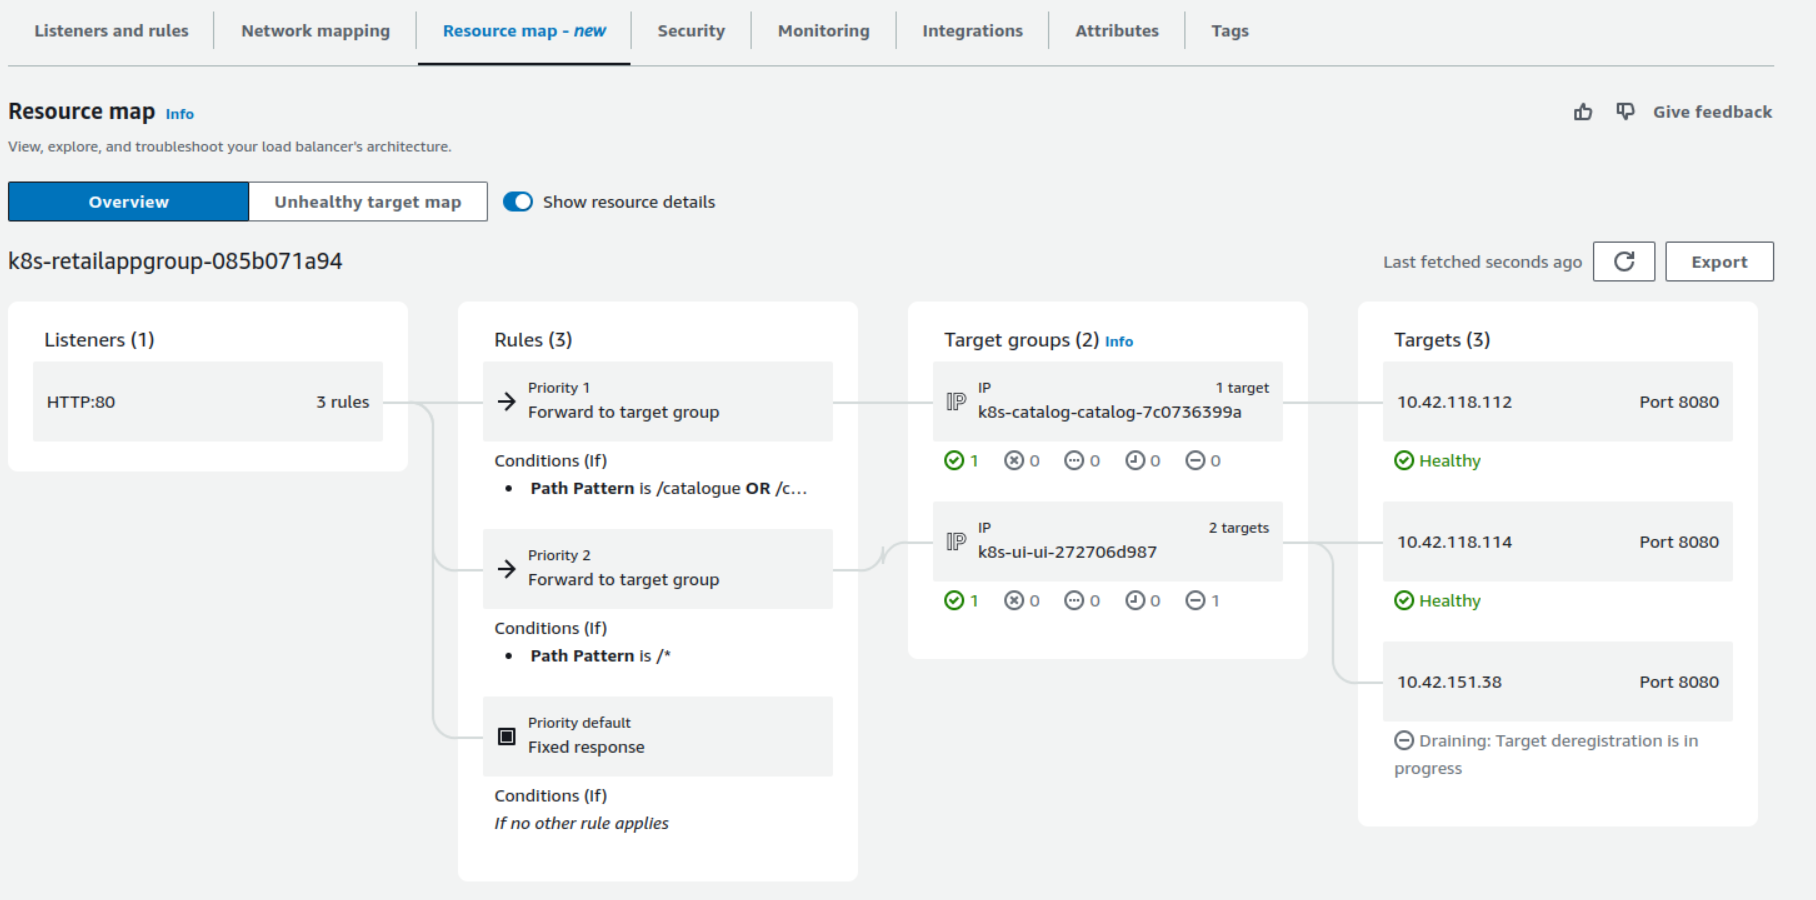 Listeners and rules
Network mapping
Resource map - new
Security
Monitoring
Integrations
Attributes
Tags
Resource map Info
Give feedback
View, explore, and troubleshoot your load balancer's architecture.
Overview
Unhealthy target map
Show resource details
k8s-retailappgroup-085b071a94
Last fetched seconds ago
Export
Listeners (1)
HTTP:80 3 rules
Rules (3)
Priority 1
Forward to target group
Conditions (If)
• Path Pattern is /catalogue OR /c...
Priority 2
Forward to target group
Conditions (If)
• Path Pattern is /*
Priority default
Fixed response
Conditions (If)
If no other rule applies
Target groups (2) Info
IP IP 1 target
k8s-catalog-catalog-7c0736399a
1 0 0 0 0
IP IP 2 targets
k8s-ui-ui-272706d987
1 0 0 0 1
Targets (3)
10.42.118.112 Port 8080
Healthy
10.42.118.114 Port 8080
Healthy
10.42.151.38 Port 8080
Draining: Target deregistration is in
progress